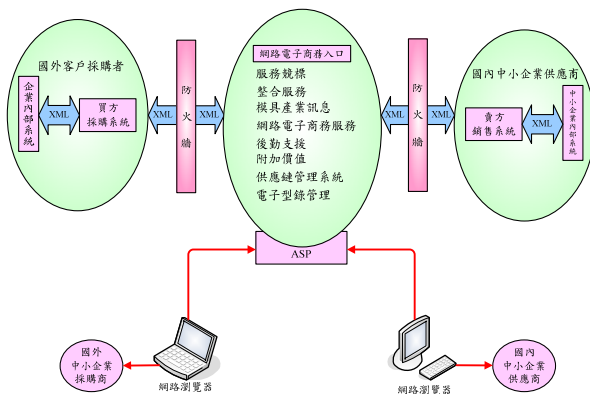 國外客戶採購者
企業內部系統
XML
買方
採購系統
XML
防火牆
XML
網路電子商務入口
服務競標
整合服務
模具產業訊息
網路電子商務服務
後勤支援
附加價值
供應鏈管理系統
電子型錄管理
ASP
XML
防火牆
XML
國內中小企業供應商
賣方
銷售系統
XML
中小企業內部系統
國外
中小企業
採購商
網路瀏覽器
網路瀏覽器
國內
中小企業
供應商